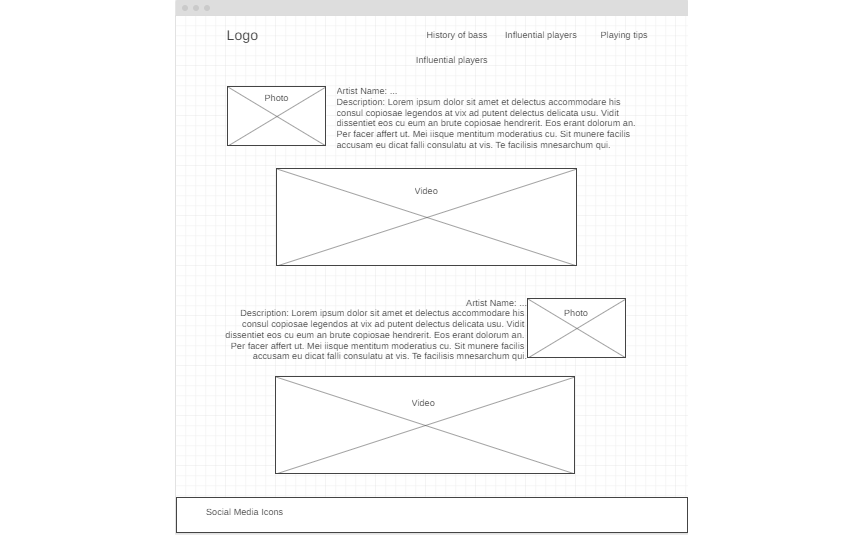 Logo
History of bass
Influential players
Playing tips
Influential players
Photo
Artist Name: ...
Description: Lorem ipsum dolor sit amet et delectus accommodare his
consul copiosae legendos at vix ad putent delectus delicata usu. Vidit
dissentiet eos cu eum an brute copiosae hendrerit. Eos erant dolorum an.
Per facer affert ut. Mei iisque mentitum moderatius cu. Sit munere facilis
accusam eu dicat falli consulatu at vis. Te facilisis mnesarchum qui.
Video
Artist Name: ...
Description: Lorem ipsum dolor sit amet et delectus accommodare his
consul copiosae legendos at vix ad putent delectus delicata usu. Vidit
dissentiet eos cu eum an brute copiosae hendrerit. Eos erant dolorum an.
Per facer affert ut. Mei iisque mentitum moderatius cu. Sit munere facilis
accusam eu dicat falli consulatu at vis. Te facilisis mnesarchum qui.
Photo
Video
Social Media Icons